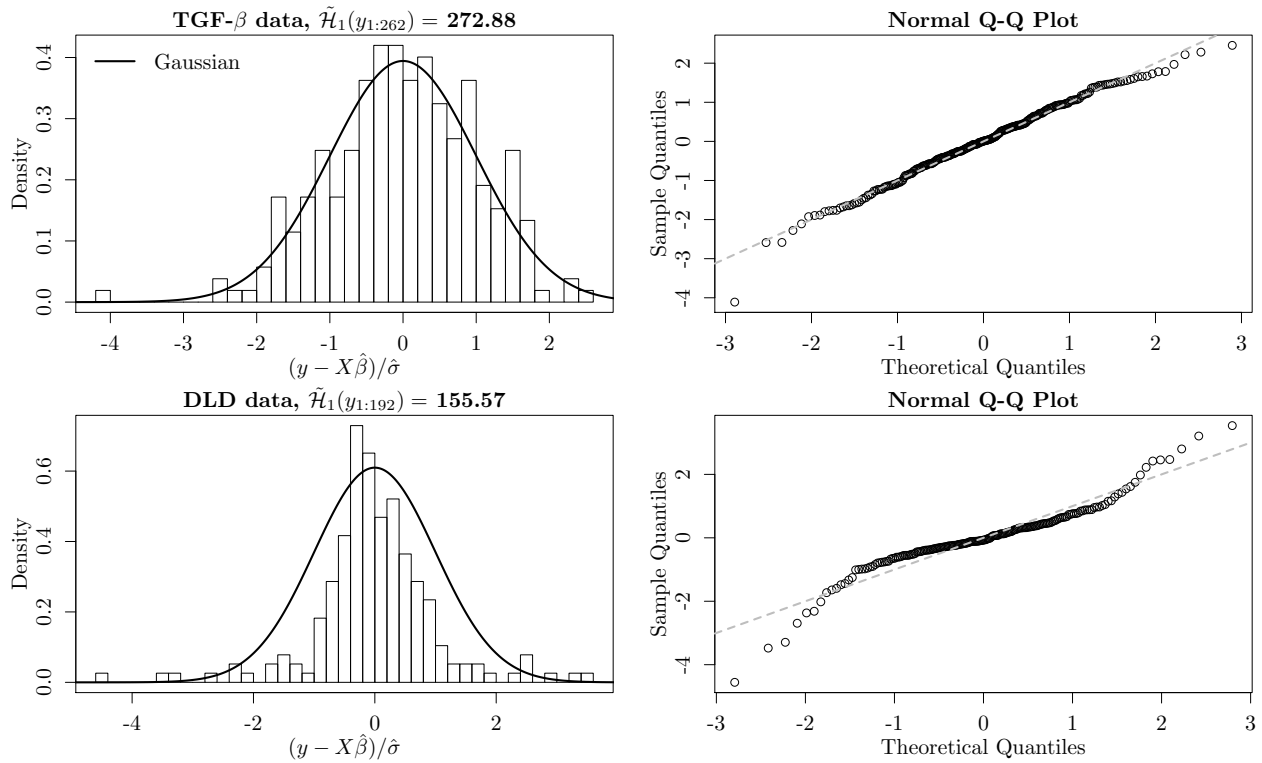 TGF-β data, H̃₁(y₁:₂₆₂) = 272.88
Gaussian
Density
0.0 0.1 0.2 0.3 0.4
-4 -3 -2 -1 0 1 2
(y − Xβ̂)/σ̂
Normal Q-Q Plot
Sample Quantiles
-4 -3 -2 -1 0 1 2
-3 -2 -1 0 1 2 3
Theoretical Quantiles
DLD data, H̃₁(y₁:₁₉₂) = 155.57
Density
0.0 0.2 0.4 0.6
-4 -2 0 2
(y − Xβ̂)/σ̂
Normal Q-Q Plot
Sample Quantiles
-4 -2 0 2
-3 -2 -1 0 1 2 3
Theoretical Quantiles